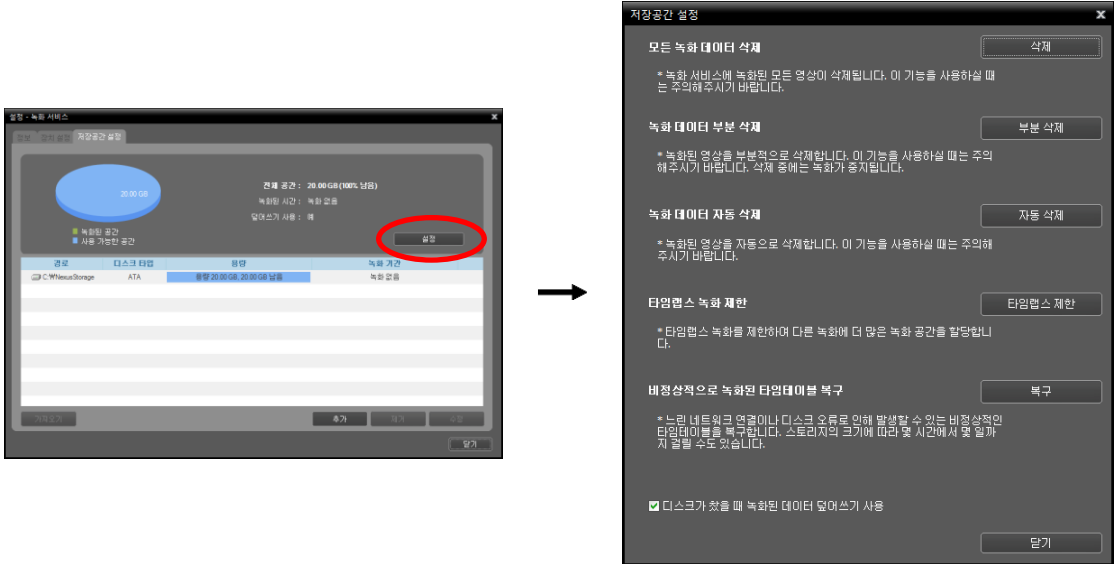 설정 - 녹화 서비스
x
정보
장치 설정
저장공간 설정
20.00 GB
전체 공간 : 20.00 GB (100% 남음)
녹화된 시간 : 녹화 없음
덮어쓰기 사용 : 예
녹화된 공간
사용 가능한 공간
설정
경로 디스크 타입 용량 녹화 기간
C:\NexusStorage ATA 용량 20.00 GB, 20.00 GB 남음 녹화 없음
가져오기
추가
제거
수정
닫기
저장공간 설정
x
모든 녹화 데이터 삭제
삭제
* 녹화 서비스에 녹화된 모든 영상이 삭제됩니다. 이 기능을 사용하실 때
는 주의해주시기 바랍니다.
녹화 데이터 부분 삭제
부분 삭제
* 녹화된 영상을 부분적으로 삭제합니다. 이 기능을 사용하실 때는 주의
해주시기 바랍니다. 삭제 중에는 녹화가 중지됩니다.
녹화 데이터 자동 삭제
자동 삭제
* 녹화된 영상을 자동으로 삭제합니다. 이 기능을 사용하실 때는 주의해
주시기 바랍니다.
타임랩스 녹화 제한
타임랩스 제한
* 타임랩스 녹화를 제한하여 다른 녹화에 더 많은 녹화 공간을 할당합니
다.
비정상적으로 녹화된 타임테이블 복구
복구
* 느린 네트워크 연결이나 디스크 오류로 인해 발생할 수 있는 비정상적인
타임테이블을 복구합니다. 스토리지의 크기에 따라 몇 시간에서 몇 일까
지 걸릴 수도 있습니다.
디스크가 찼을 때 녹화된 데이터 덮어쓰기 사용
닫기